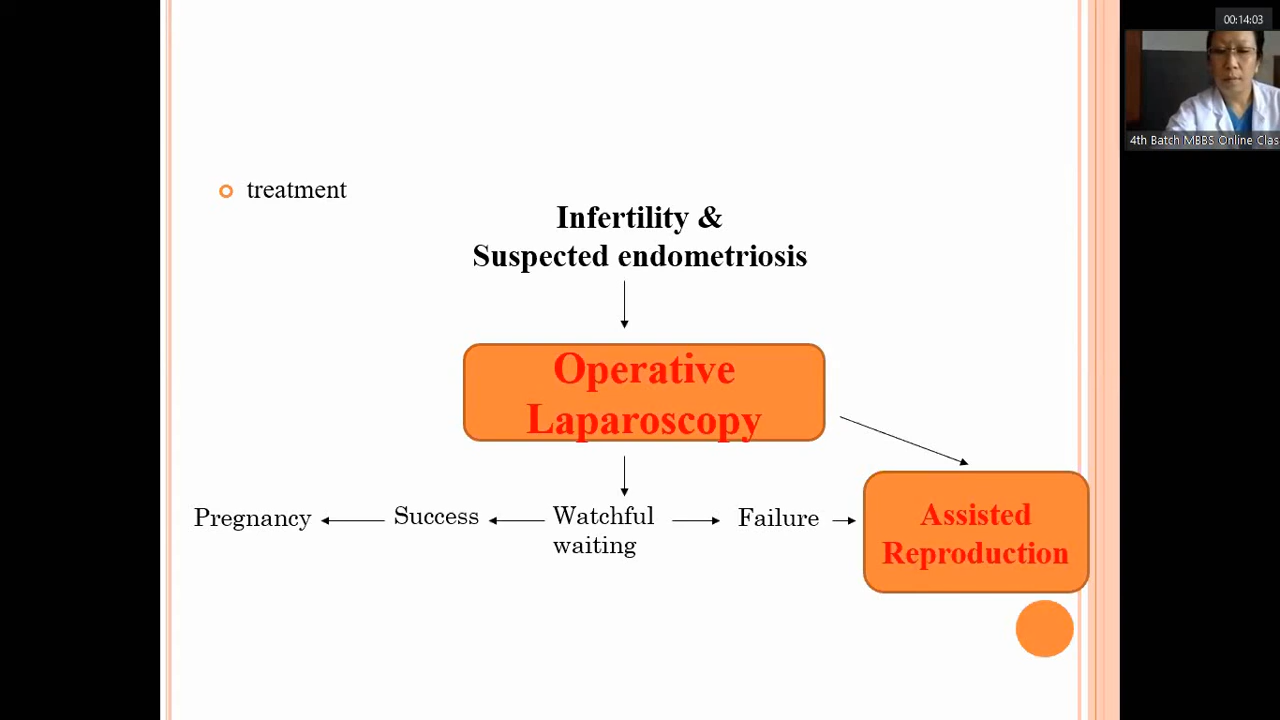 00:14:03
4th Batch MBBS Online Clas
treatment
Infertility &
Suspected endometriosis
Operative
Laparoscopy
Pregnancy
Success
Watchful
waiting
Failure
Assisted
Reproduction